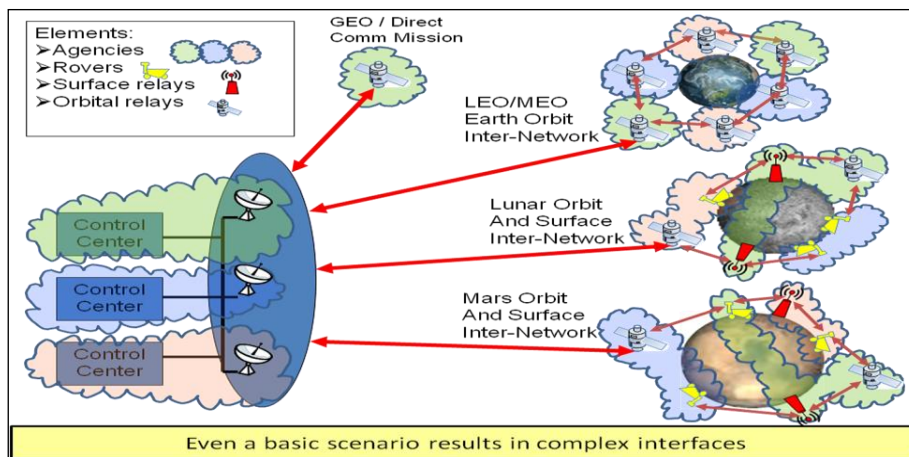 Elements:
➢Agencies
➢Rovers
➢Surface relays
➢Orbital relays
GEO / Direct
Comm Mission
LEO/MEO
Earth Orbit
Inter-Network
Control
Center
Control
Center
Control
Center
Lunar Orbit
And Surface
Inter-Network
Mars Orbit
And Surface
Inter-Network
Even a basic scenario results in complex interfaces